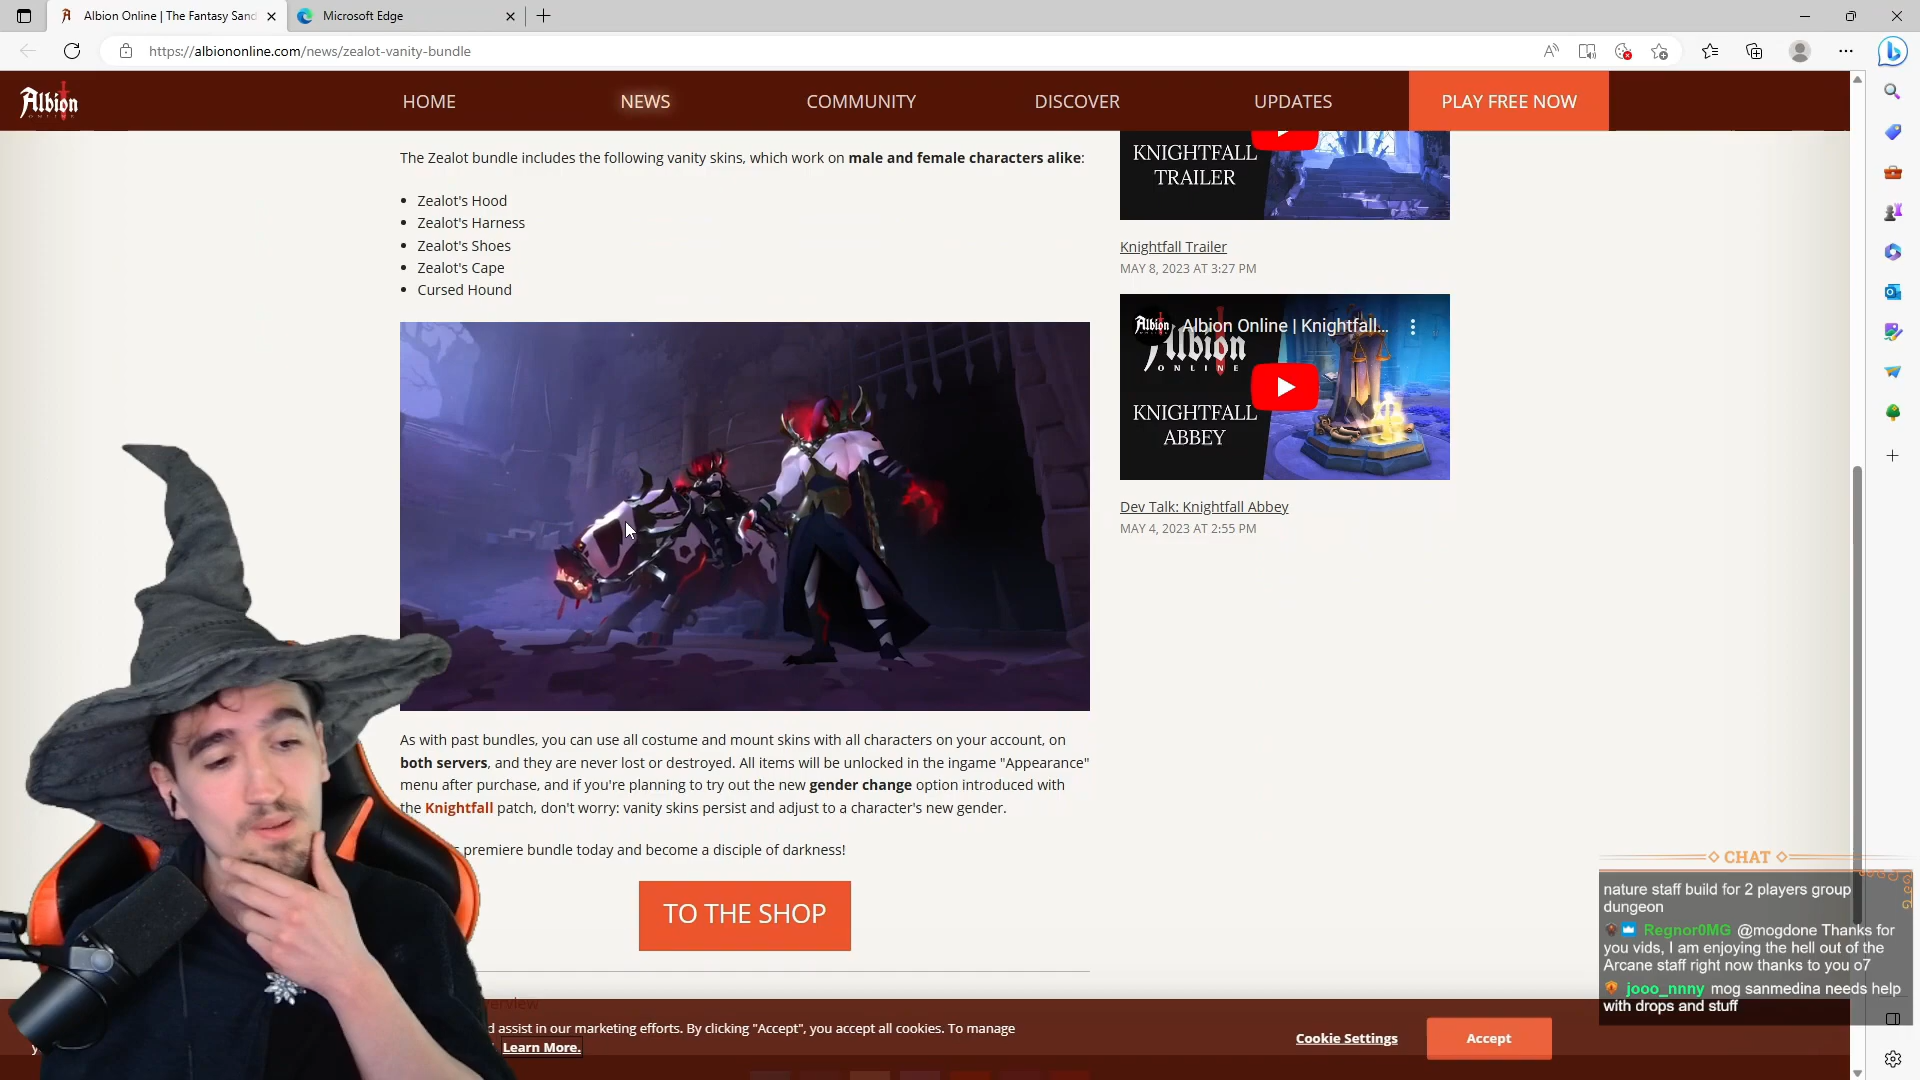 Albion Online | The Fantasy Sand
Microsoft Edge
https://albiononline.com/news/zealot-vanity-bundle
Albion
ONLINE
HOME
NEWS
COMMUNITY
DISCOVER
UPDATES
PLAY FREE NOW
The Zealot bundle includes the following vanity skins, which work on male and female characters alike:
• Zealot's Hood
• Zealot's Harness
• Zealot's Shoes
• Zealot's Cape
• Cursed Hound
As with past bundles, you can use all costume and mount skins with all characters on your account, on
both servers, and they are never lost or destroyed. All items will be unlocked in the ingame "Appearance"
menu after purchase, and if you're planning to try out the new gender change option introduced with
the Knightfall patch, don't worry: vanity skins persist and adjust to a character's new gender.
premiere bundle today and become a disciple of darkness!
TO THE SHOP
KNIGHTFALL
TRAILER
Knightfall Trailer
MAY 8, 2023 AT 3:27 PM
Albion Online | Knightfall...
Albion
ONLINE
KNIGHTFALL
ABBEY
Dev Talk: Knightfall Abbey
MAY 4, 2023 AT 2:55 PM
CHAT
nature staff build for 2 players group
dungeon
Regnor0MG @mogdone Thanks for
you vids, I am enjoying the hell out of the
Arcane staff right now thanks to you o7
jooo_nnny mog sanmedina needs help
with drops and stuff
d assist in our marketing efforts. By clicking "Accept", you accept all cookies. To manage
Learn More.
Cookie Settings
Accept